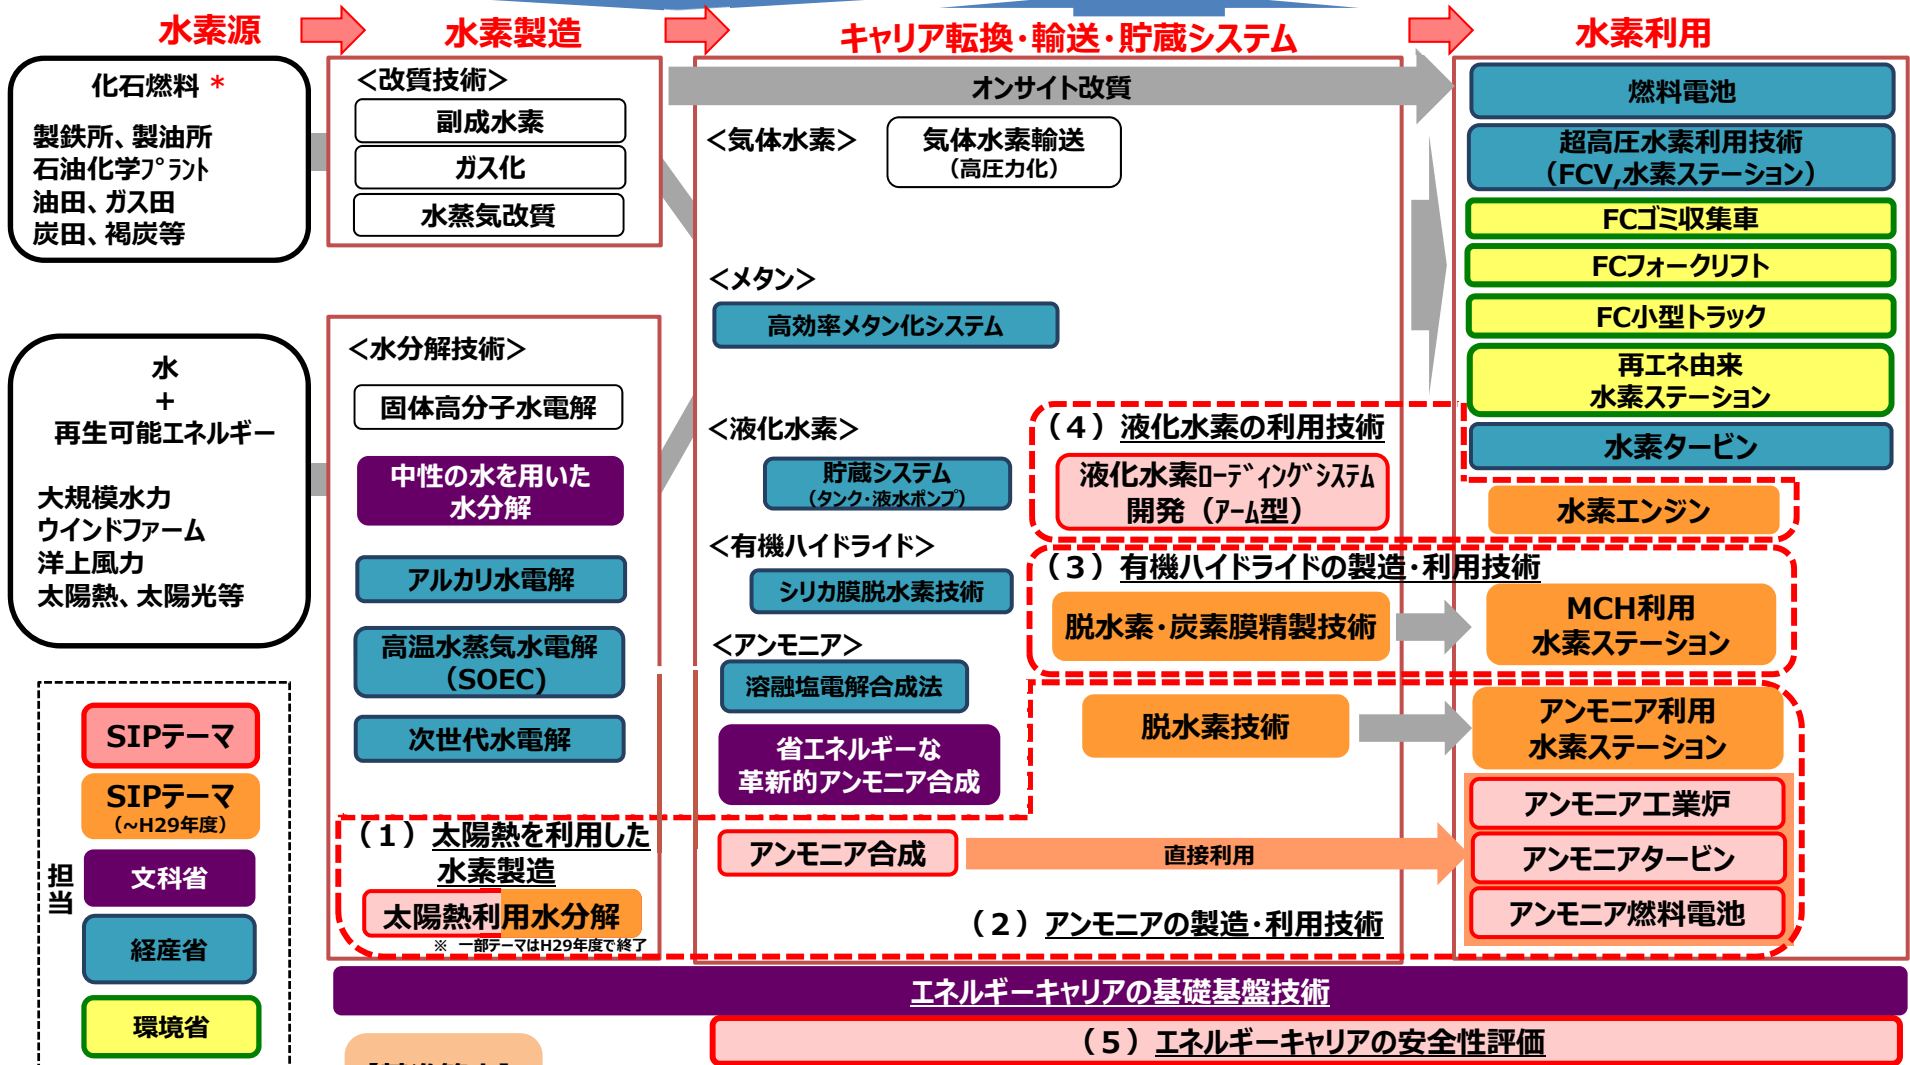 水素源
水素製造
キャリア転換・輸送・貯蔵システム
水素利用
化石燃料 *
製鉄所、製油所
石油化学プラント
油田、ガス田
炭田、褐炭等
水
+
再生可能エネルギー
大規模水力
ウインドファーム
洋上風力
太陽熱、太陽光等
<改質技術>
副成水素
ガス化
水蒸気改質
<水分解技術>
固体高分子水電解
中性の水を用いた
水分解
アルカリ水電解
高温水蒸気水電解
(SOEC)
次世代水電解
(1)太陽熱を利用した
水素製造
太陽熱利用水分解
※ 一部テーマはH29年度で終了
オンサイト改質
<気体水素>
気体水素輸送
(高圧力化)
<メタン>
高効率メタン化システム
<液化水素>
貯蔵システム
(タンク・液水ポンプ)
(4)液化水素の利用技術
液化水素ローディングシステム
開発(アーム型)
<有機ハイドライド>
シリカ膜脱水素技術
(3)有機ハイドライドの製造・利用技術
脱水素・炭素膜精製技術
<アンモニア>
溶融塩電解合成法
省エネルギーな
革新的アンモニア合成
脱水素技術
アンモニア合成
直接利用
(2)アンモニアの製造・利用技術
燃料電池
超高圧水素利用技術
(FCV,水素ステーション)
FCゴミ収集車
FCフォークリフト
FC小型トラック
再エネ由来
水素ステーション
水素タービン
水素エンジン
MCH利用
水素ステーション
アンモニア利用
水素ステーション
アンモニア工業炉
アンモニアタービン
アンモニア燃料電池
エネルギーキャリアの基礎基盤技術
(5)エネルギーキャリアの安全性評価
担当
SIPテーマ
SIPテーマ
(~H29年度)
文科省
経産省
環境省